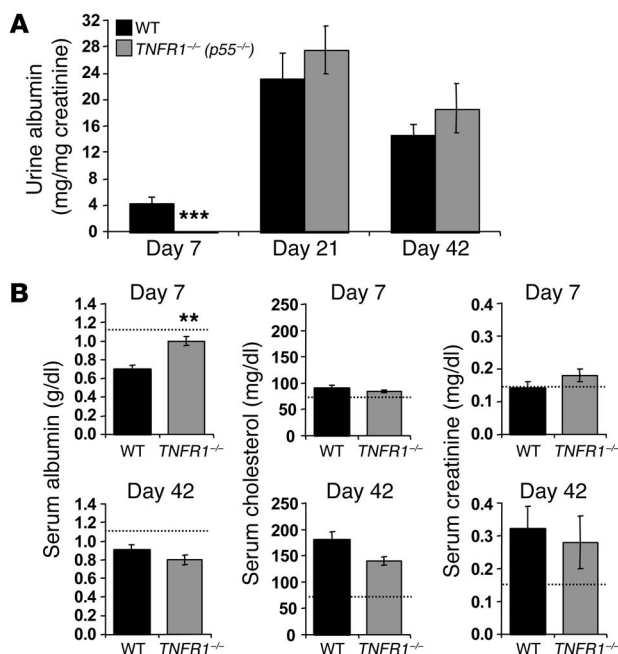 A
WT
TNFR1–/– (p55–/–)
Urine albumin
(mg/mg creatinine)
32
28
24
20
16
12
8
4
0
***
Day 7 Day 21 Day 42
B
Day 7 Day 7 Day 7
Serum albumin (g/dl)
1.4
1.2
1.0
0.8
0.6
0.4
0.2
0.0
**
WT TNFR1–/–
Serum cholesterol (mg/dl)
250
200
150
100
50
0
WT TNFR1–/–
Serum creatinine (mg/dl)
0.4
0.3
0.2
0.1
0.0
WT TNFR1–/–
Day 42 Day 42 Day 42
1.4
1.2
1.0
0.8
0.6
0.4
0.2
0.0
WT TNFR1–/–
250
200
150
100
50
0
WT TNFR1–/–
0.4
0.3
0.2
0.1
0.0
WT TNFR1–/–